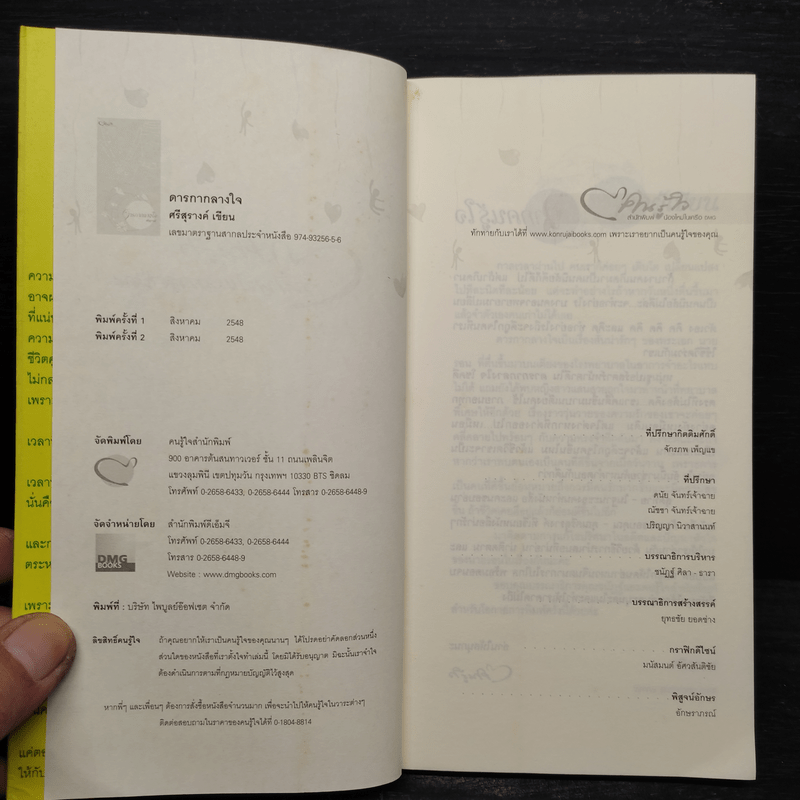 ดารกากลางใจ
ศรีสุรางค์ เขียน
เลขมาตราฐานสากลประจำหนังสือ 974-93256-5-6
พิมพ์ครั้งที่ 1 สิงหาคม 2548
พิมพ์ครั้งที่ 2 สิงหาคม 2548
จัดพิมพ์โดย คนรู้ใจสำนักพิมพ์
900 อาคารต้นสนทาวเวอร์ ชั้น 11 ถนนเพลินจิต
แขวงลุมพินี เขตปทุมวัน กรุงเทพฯ 10330 BTS ชิดลม
โทรศัพท์ 0-2658-6433, 0-2658-6444 โทรสาร 0-2658-6448-9
จัดจำหน่ายโดย สำนักพิมพ์ดีเอ็มจี
โทรศัพท์ 0-2658-6433, 0-2658-6444
โทรสาร 0-2658-6448-9
Website : www.dmgbooks.com
DMG
BOOKS
พิมพ์ที่ : บริษัท ไพบูลย์อ๊อฟเซต จำกัด
ลิขสิทธิ์คนรู้ใจ ถ้าคุณอยากให้เราเป็นคนรู้ใจของคุณนานๆ ได้โปรดอย่าคัดลอกส่วนหนึ่ง
ส่วนใดของหนังสือที่เราตั้งใจทำเล่มนี้ โดยมิได้รับอนุญาต มิฉะนั้นเราจำใจ
ต้องดำเนินการตามที่กฎหมายบัญญัติไว้สูงสุด
หากพี่ๆ และเพื่อนๆ ต้องการสั่งซื้อหนังสือจำนวนมาก เพื่อจะนำไปให้คนรู้ใจในวาระต่างๆ
ติดต่อสอบถามในราคาของคนรู้ใจได้ที่ 0-1804-8814
คนรู้ใจ
สำนักพิมพ์
ทักทายกับเราได้ที่ www.konrujaibooks.com เพราะเราอยากเป็นคนรู้ใจของคุณ
ที่ปรึกษากิตติมศักดิ์
จักรภพ เพ็ญแข
ที่ปรึกษา
ดนัย จันทร์เจ้าฉาย
ณัชชา จันทร์เจ้าฉาย
ปริญญา นิวาสานนท์
บรรณาธิการบริหาร
ชนัฏฐ์ ศิลา - ธารา
บรรณาธิการสร้างสรรค์
ยุทธชัย ยอดช่าง
กราฟิกดีไซน์
มนัสมนต์ อัศวสันติชัย
พิสูจน์อักษร
อักษราภรณ์